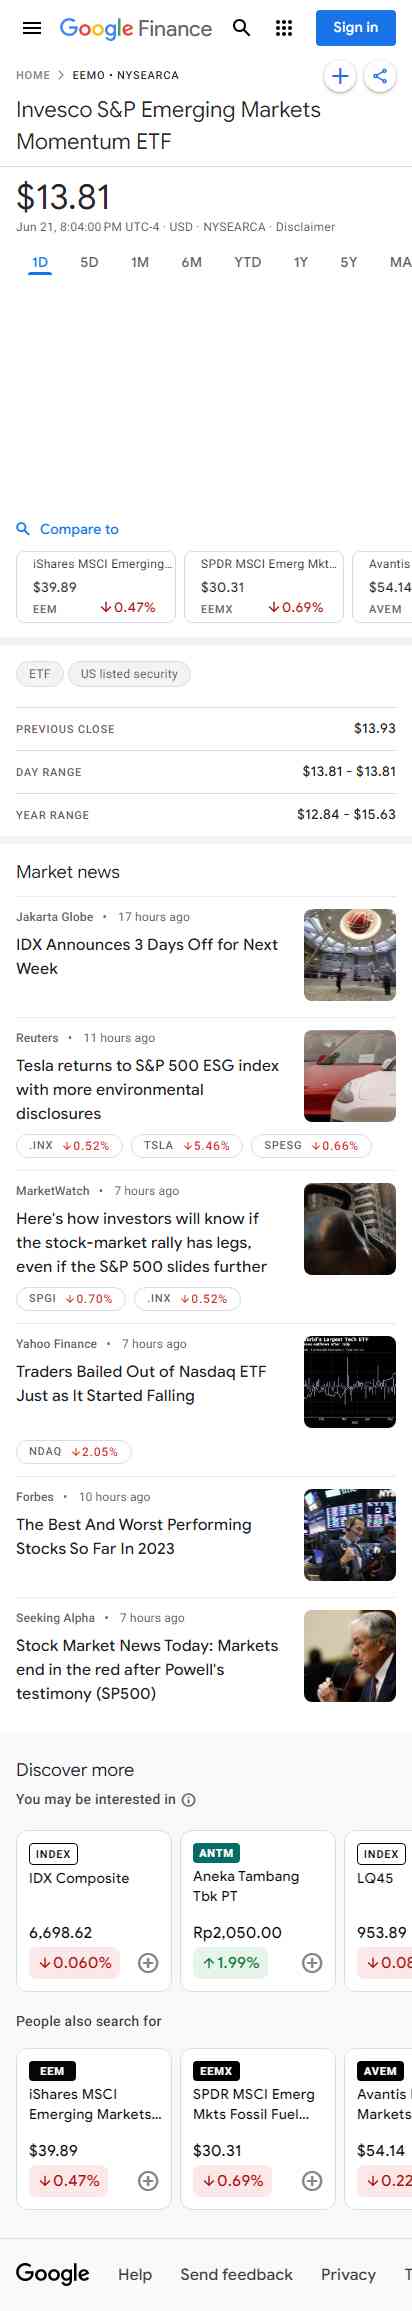 Google Finance
Sign in
HOME > EEMO • NYSEARCA
Invesco S&P Emerging Markets
Momentum ETF
$13.81
Jun 21, 8:04:00 PM UTC-4 · USD · NYSEARCA · Disclaimer
1D 5D 1M 6M YTD 1Y 5Y MA
Compare to
iShares MSCI Emerging... SPDR MSCI Emerg Mkt... Avantis
$39.89 $30.31 $54.14
EEM ↓0.47% EEMX ↓0.69% AVEM
ETF US listed security
PREVIOUS CLOSE $13.93
DAY RANGE $13.81 - $13.81
YEAR RANGE $12.84 - $15.63
Market news
Jakarta Globe • 17 hours ago
IDX Announces 3 Days Off for Next
Week
Reuters • 11 hours ago
Tesla returns to S&P 500 ESG index
with more environmental
disclosures
.INX ↓0.52% TSLA ↓5.46% SPESG ↓0.66%
MarketWatch • 7 hours ago
Here's how investors will know if
the stock-market rally has legs,
even if the S&P 500 slides further
SPGI ↓0.70% .INX ↓0.52%
Yahoo Finance • 7 hours ago
Traders Bailed Out of Nasdaq ETF
Just as It Started Falling
NDAQ ↓2.05%
Forbes • 10 hours ago
The Best And Worst Performing
Stocks So Far In 2023
Seeking Alpha • 7 hours ago
Stock Market News Today: Markets
end in the red after Powell's
testimony (SP500)
Discover more
You may be interested in
INDEX ANTM INDEX
IDX Composite Aneka Tambang LQ45
Tbk PT
6,698.62 Rp2,050.00 953.89
↓0.060% ↑1.99% ↓0.08
People also search for
EEM EEMX AVEM
iShares MSCI SPDR MSCI Emerg Avantis
Emerging Markets... Mkts Fossil Fuel... Markets
$39.89 $30.31 $54.14
↓0.47% ↓0.69% ↓0.22
Google Help Send feedback Privacy T